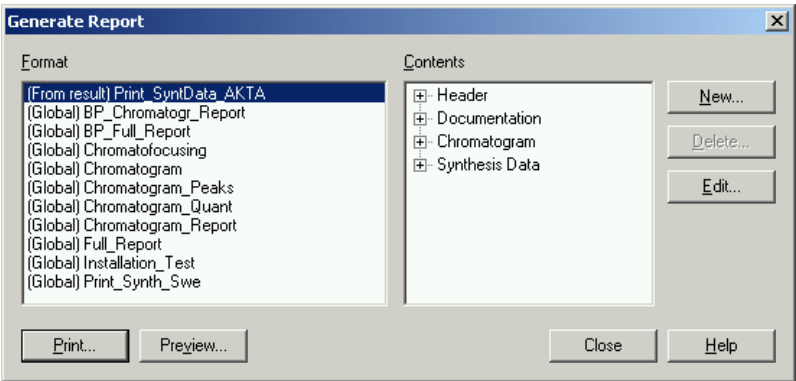 Generate Report
Format
(From result) Print_SyntData_AKTA
(Global) BP_Chromatogr_Report
(Global) BP_Full_Report
(Global) Chromatofocusing
(Global) Chromatogram
(Global) Chromatogram_Peaks
(Global) Chromatogram_Quant
(Global) Chromatogram_Report
(Global) Full_Report
(Global) Installation_Test
(Global) Print_Synth_Swe
Contents
Header
Documentation
Chromatogram
Synthesis Data
New...
Delete...
Edit...
Print...
Preview...
Close
Help